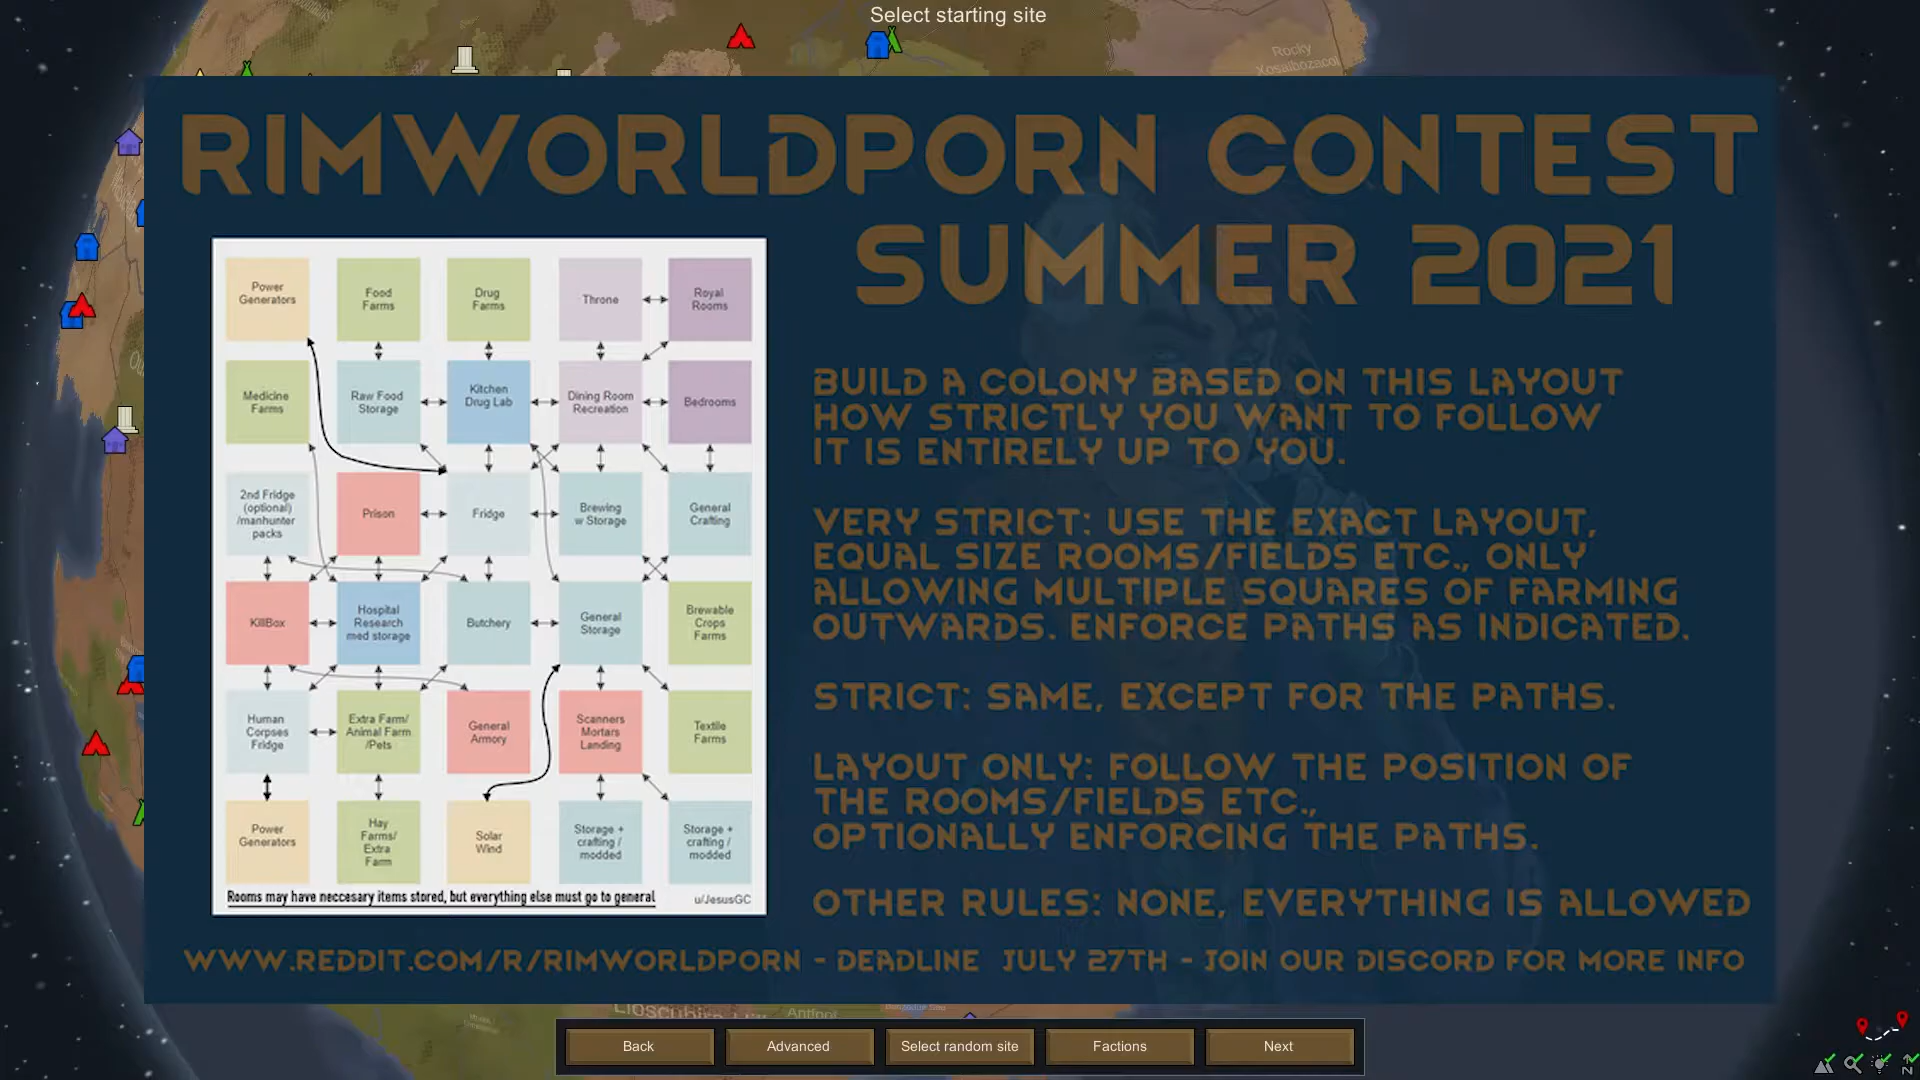 Select starting site
Rocky
Xosalbozacol
RIMWORLDPORN CONTEST
SUMMER 2021
Power
Generators
Food
Farms
Drug
Farms
Throne
Royal
Rooms
Medicine
Farms
Raw Food
Storage
Kitchen
Drug Lab
Dining Room
Recreation
Bedrooms
2nd Fridge
(optional)
/manhunter
packs
Prison
Fridge
Brewing
w Storage
General
Crafting
KillBox
Hospital
Research
med storage
Butchery
General
Storage
Brewable
Crops
Farms
Human
Corpses
Fridge
Extra Farm/
Animal Farm
/Pets
General
Armory
Scanners
Mortars
Landing
Textile
Farms
Power
Generators
Hay
Farms/
Extra
Farm
Solar
Wind
Storage +
crafting /
modded
Storage +
crafting /
modded
Rooms may have neccesary items stored, but everything else must go to general
u/JesusGC
BUILD A COLONY BASED ON THIS LAYOUT
HOW STRICTLY YOU WANT TO FOLLOW
IT IS ENTIRELY UP TO YOU.
VERY STRICT: USE THE EXACT LAYOUT,
EQUAL SIZE ROOMS/FIELDS ETC., ONLY
ALLOWING MULTIPLE SQUARES OF FARMING
OUTWARDS. ENFORCE PATHS AS INDICATED.
STRICT: SAME, EXCEPT FOR THE PATHS.
LAYOUT ONLY: FOLLOW THE POSITION OF
THE ROOMS/FIELDS ETC.,
OPTIONALLY ENFORCING THE PATHS.
OTHER RULES: NONE, EVERYTHING IS ALLOWED
WWW.REDDIT.COM/R/RIMWORLDPORN - DEADLINE JULY 27TH - JOIN OUR DISCORD FOR MORE INFO
Back
Advanced
Select random site
Factions
Next
N